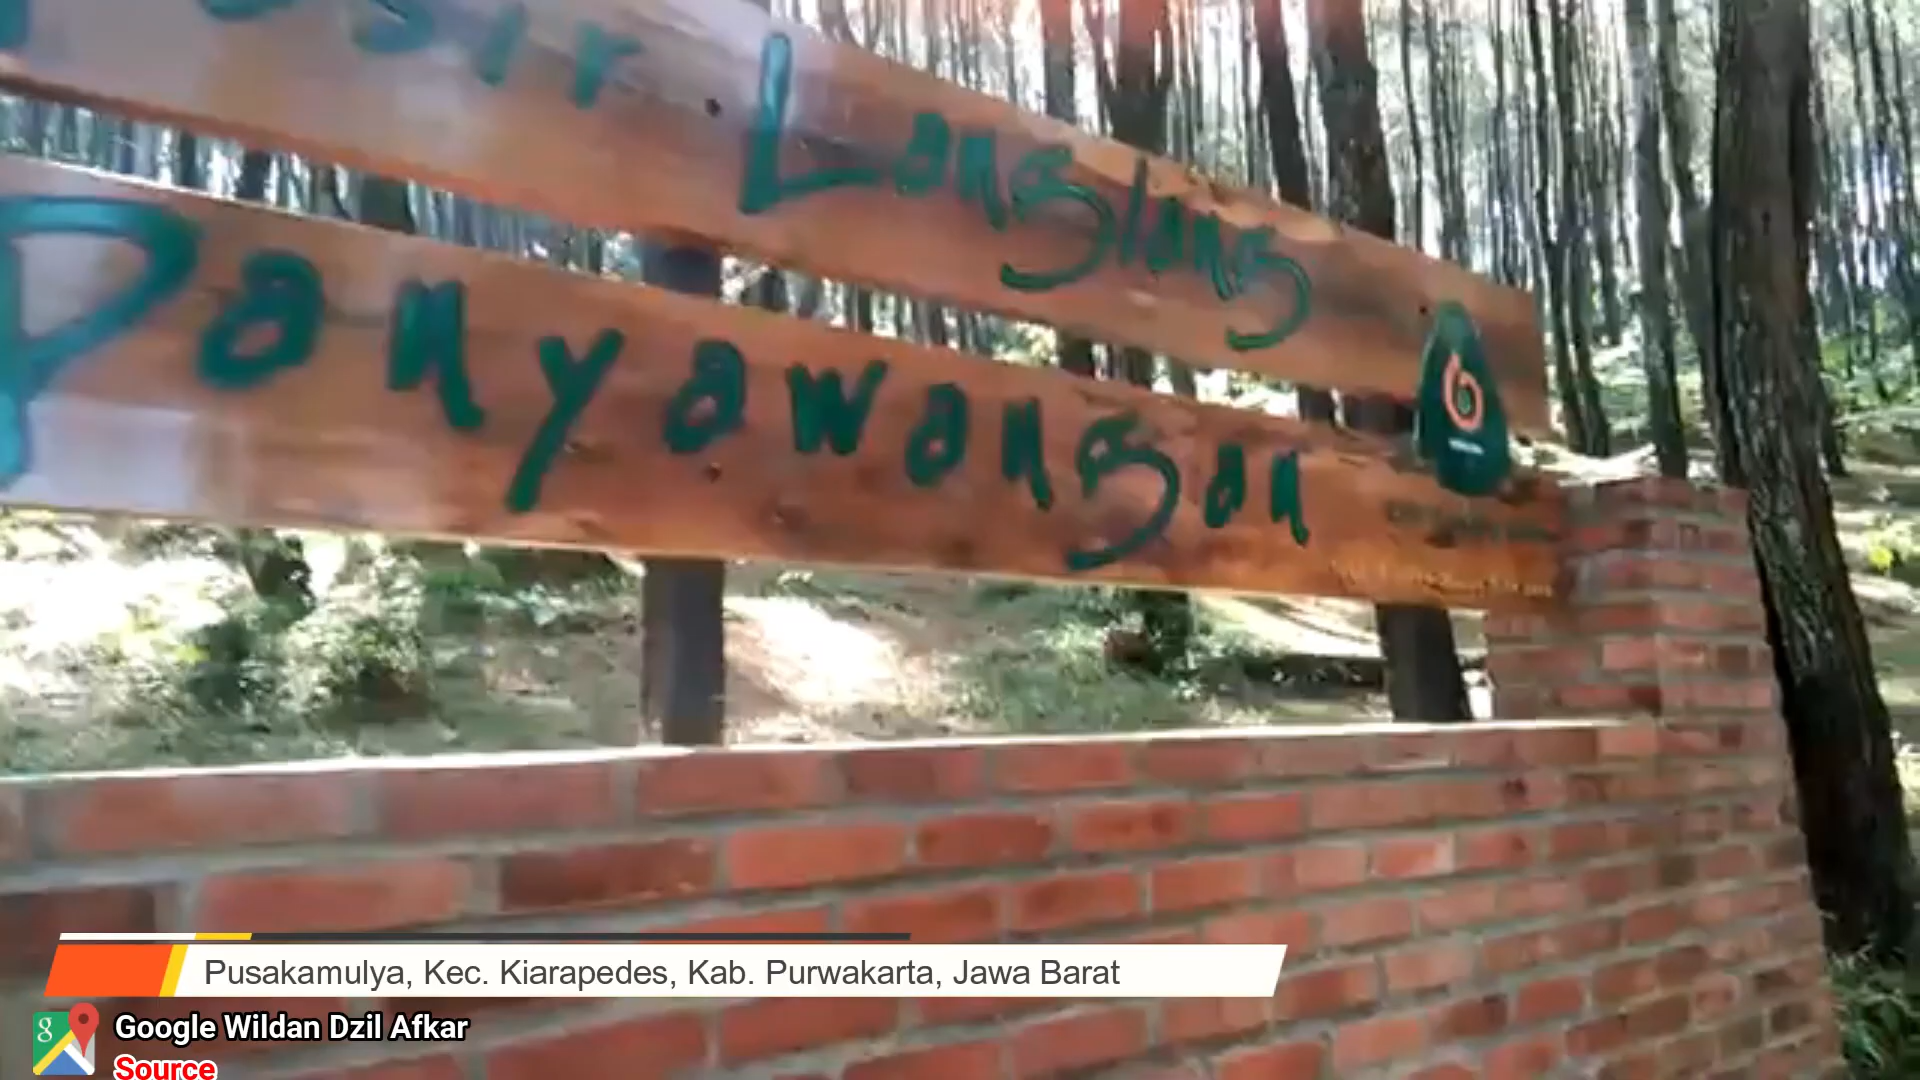 Langlang
Panyawangan
Pusakamulya, Kec. Kiarapedes, Kab. Purwakarta, Jawa Barat
Google Wildan Dzil Afkar
Source